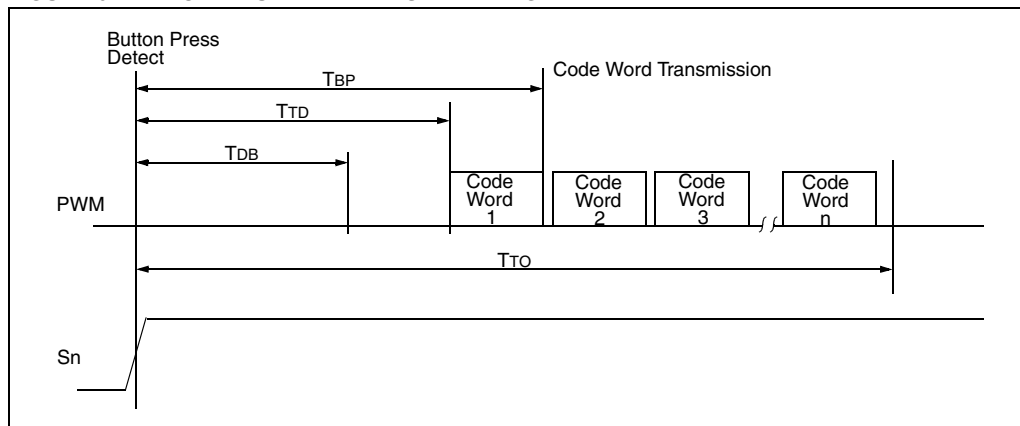 Button Press
Detect
TBP
Code Word Transmission
TTD
TDB
PWM
Code
Word
1
Code
Word
2
Code
Word
3
Code
Word
n
TTO
Sn